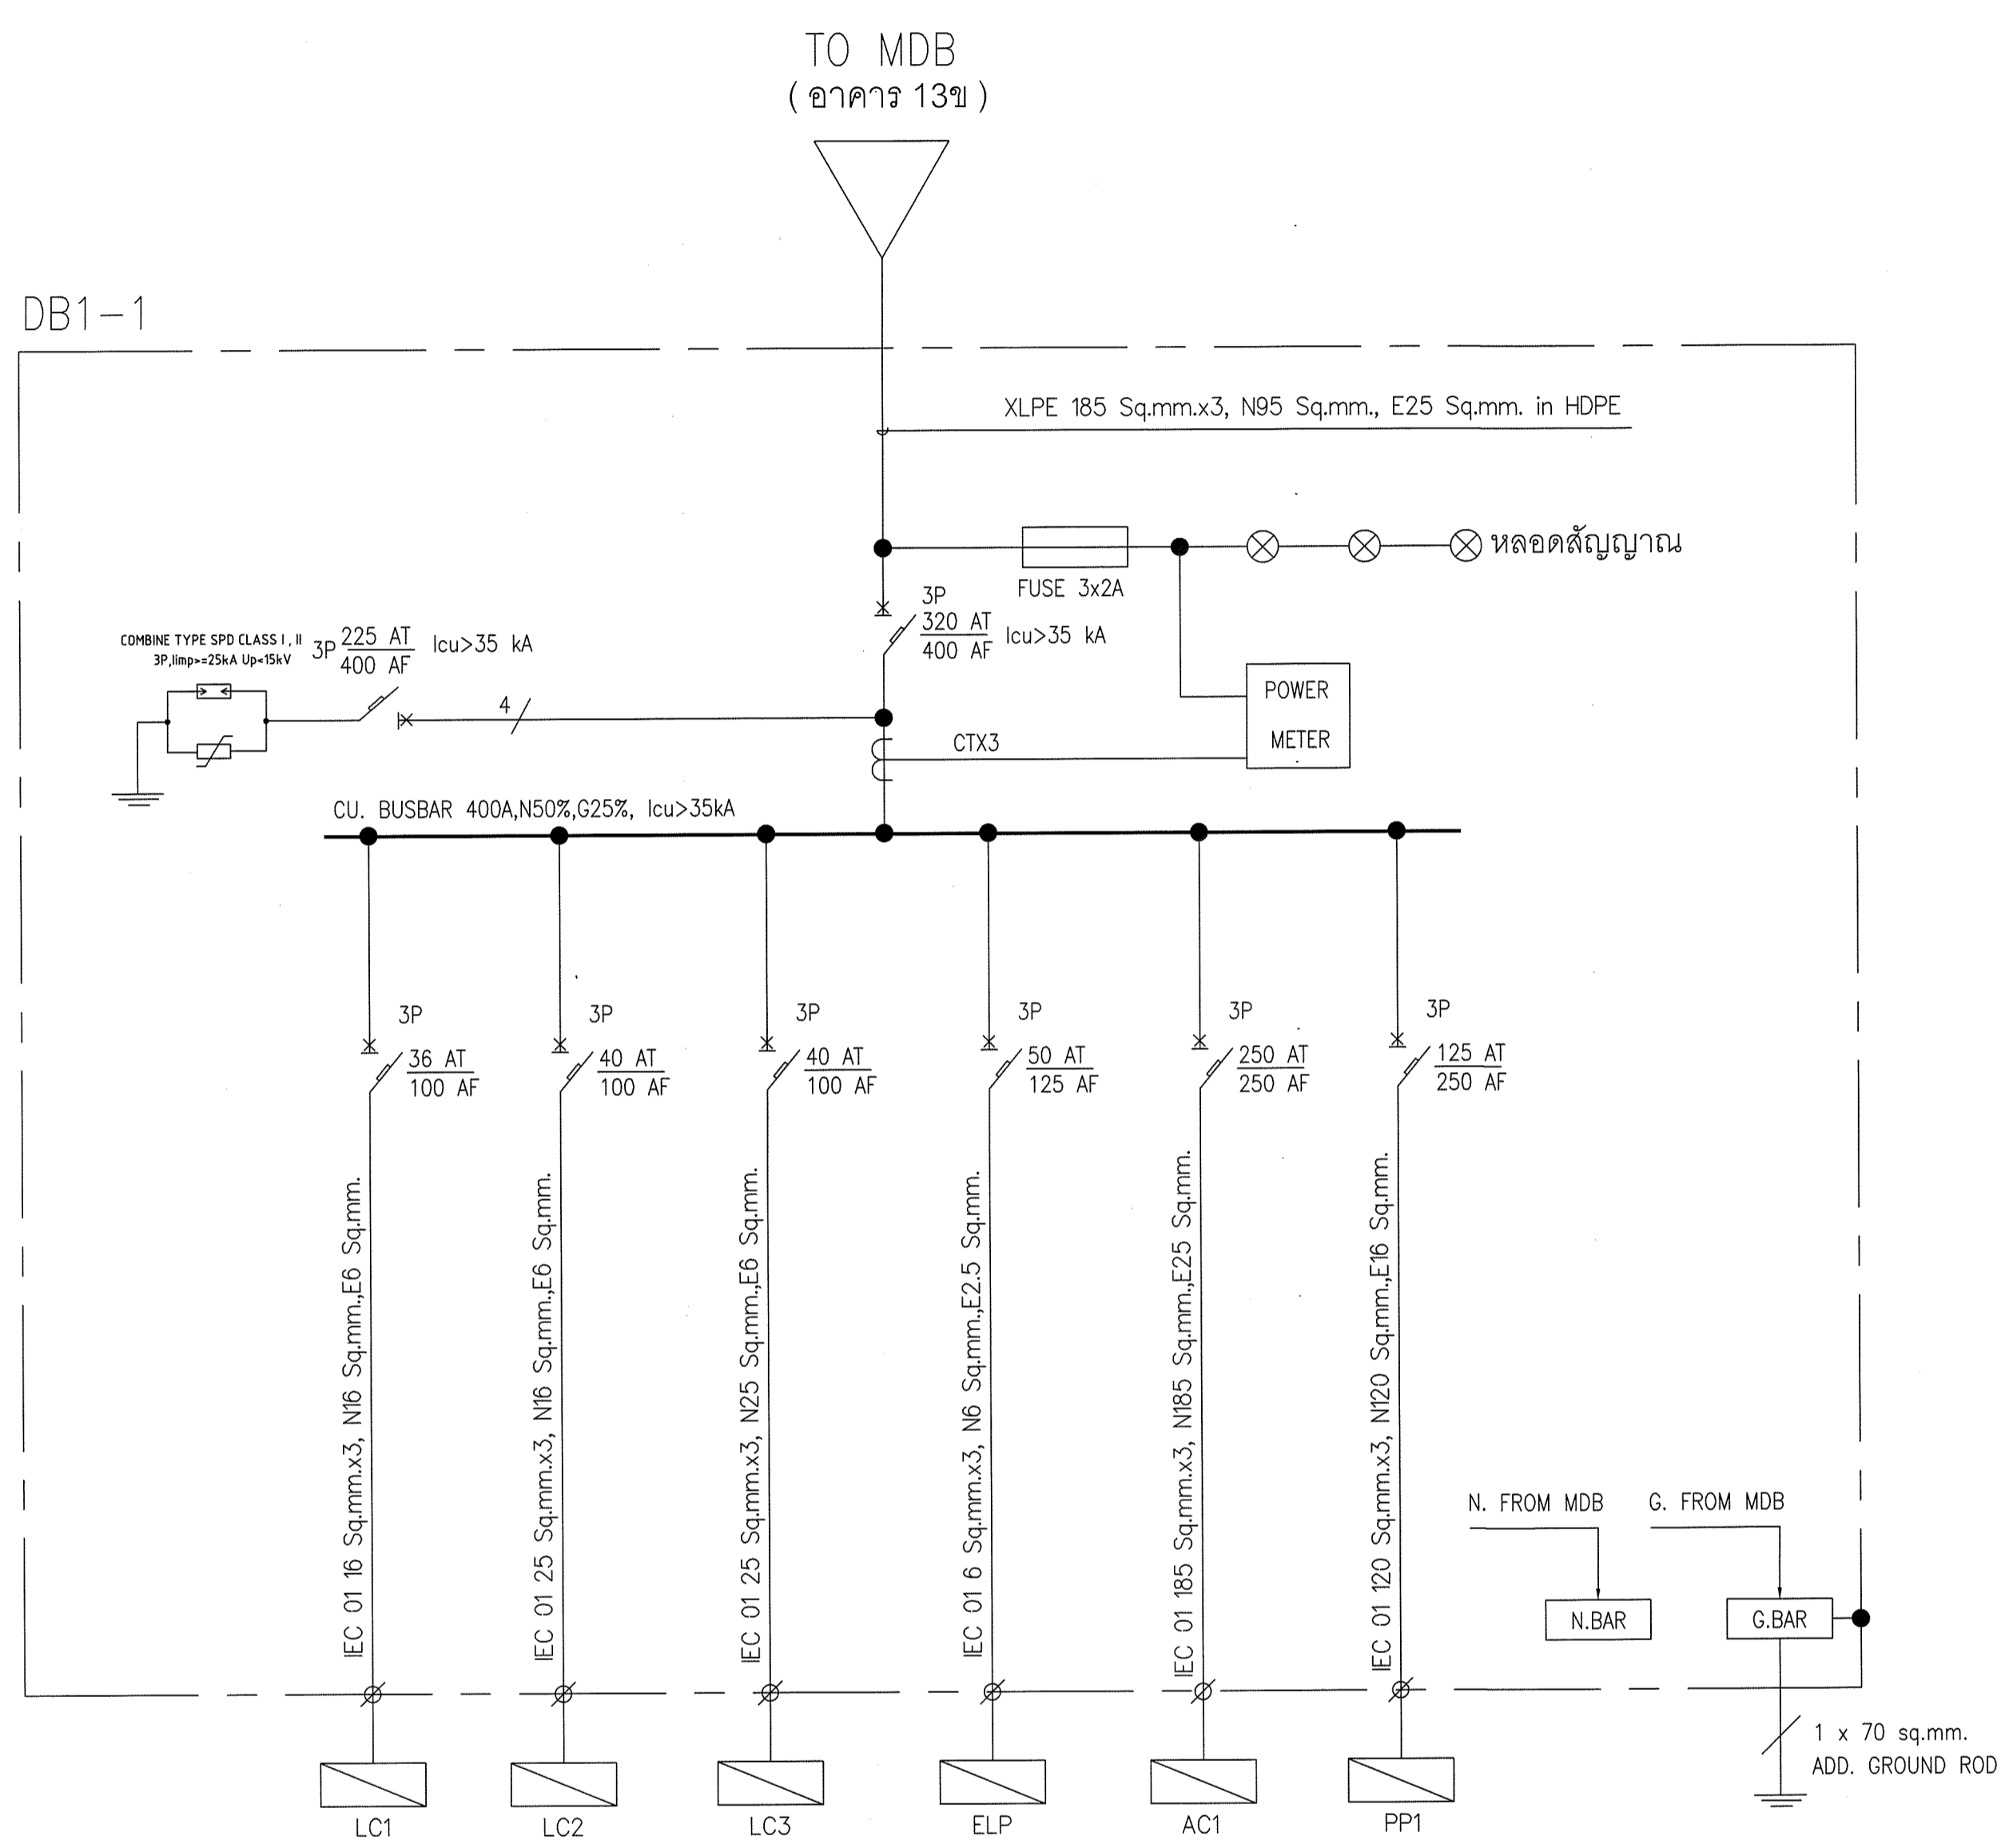 TO MDB
( อาคาร 13ข )
DB1-1
XLPE 185 Sq.mm.x3, N95 Sq.mm., E25 Sq.mm. in HDPE
หลอดสัญญาณ
FUSE 3x2A
3P
320 AT
400 AF
Icu>35 kA
COMBINE TYPE SPD CLASS I , II
3P,Iimp>=25kA Up<15kV
3P
225 AT
400 AF
Icu>35 kA
4
POWER
METER
CTX3
CU. BUSBAR 400A,N50%,G25%, Icu>35kA
3P
36 AT
100 AF
3P
40 AT
100 AF
3P
40 AT
100 AF
3P
50 AT
125 AF
3P
250 AT
250 AF
3P
125 AT
250 AF
IEC 01 16 Sq.mm.x3, N16 Sq.mm.,E6 Sq.mm.
IEC 01 25 Sq.mm.x3, N16 Sq.mm.,E6 Sq.mm.
IEC 01 25 Sq.mm.x3, N25 Sq.mm.,E6 Sq.mm.
IEC 01 6 Sq.mm.x3, N6 Sq.mm.,E2.5 Sq.mm.
IEC 01 185 Sq.mm.x3, N185 Sq.mm.,E25 Sq.mm.
IEC 01 120 Sq.mm.x3, N120 Sq.mm.,E16 Sq.mm.
N. FROM MDB
G. FROM MDB
N.BAR
G.BAR
1 x 70 sq.mm.
ADD. GROUND ROD
LC1
LC2
LC3
ELP
AC1
PP1